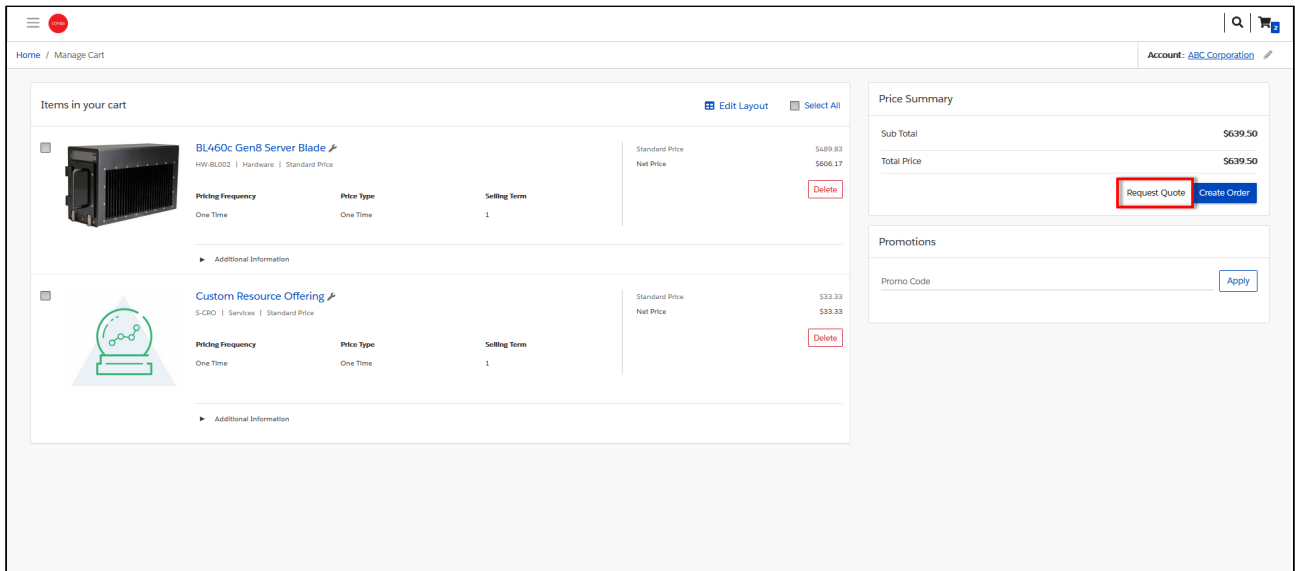 conga
2
Home / Manage Cart
Account: ABC Corporation
Items in your cart
Edit Layout
Select All
BL460c Gen8 Server Blade
HW-BL002 | Hardware | Standard Price
Pricing Frequency Price Type Selling Term
One Time One Time 1
Standard Price $489.83
Net Price $606.17
Delete
Additional Information
Custom Resource Offering
S-CRO | Services | Standard Price
Pricing Frequency Price Type Selling Term
One Time One Time 1
Standard Price $33.33
Net Price $33.33
Delete
Additional Information
Price Summary
Sub Total $639.50
Total Price $639.50
Request Quote Create Order
Promotions
Promo Code Apply